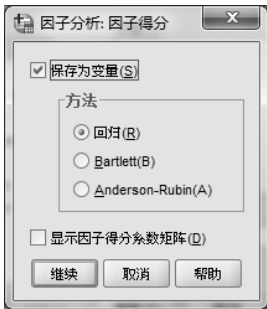 因子分析: 因子得分
x
保存为变量(S)
方法
回归(R)
Bartlett(B)
Anderson-Rubin(A)
显示因子得分系数矩阵(D)
继续 取消 帮助